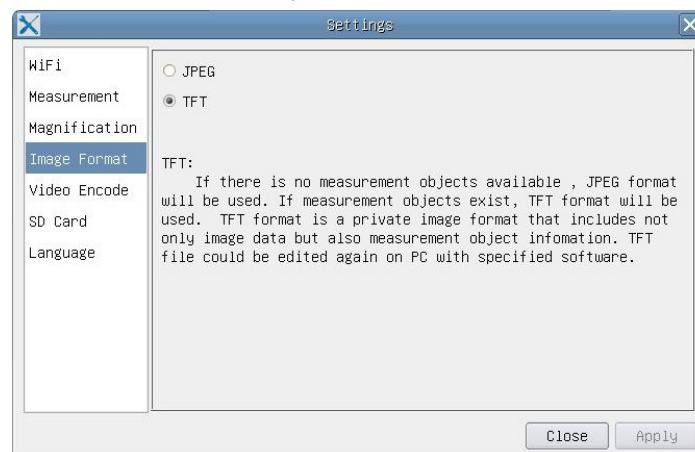 Settings
WiFi
Measurement
Magnification
Image Format
Video Encode
SD Card
Language
JPEG
TFT
TFT:
If there is no measurement objects available , JPEG format
will be used. If measurement objects exist, TFT format will be
used.  TFT format is a private image format that includes not
only image data but also measurement object infomation. TFT
file could be edited again on PC with specified software.
Close
Apply